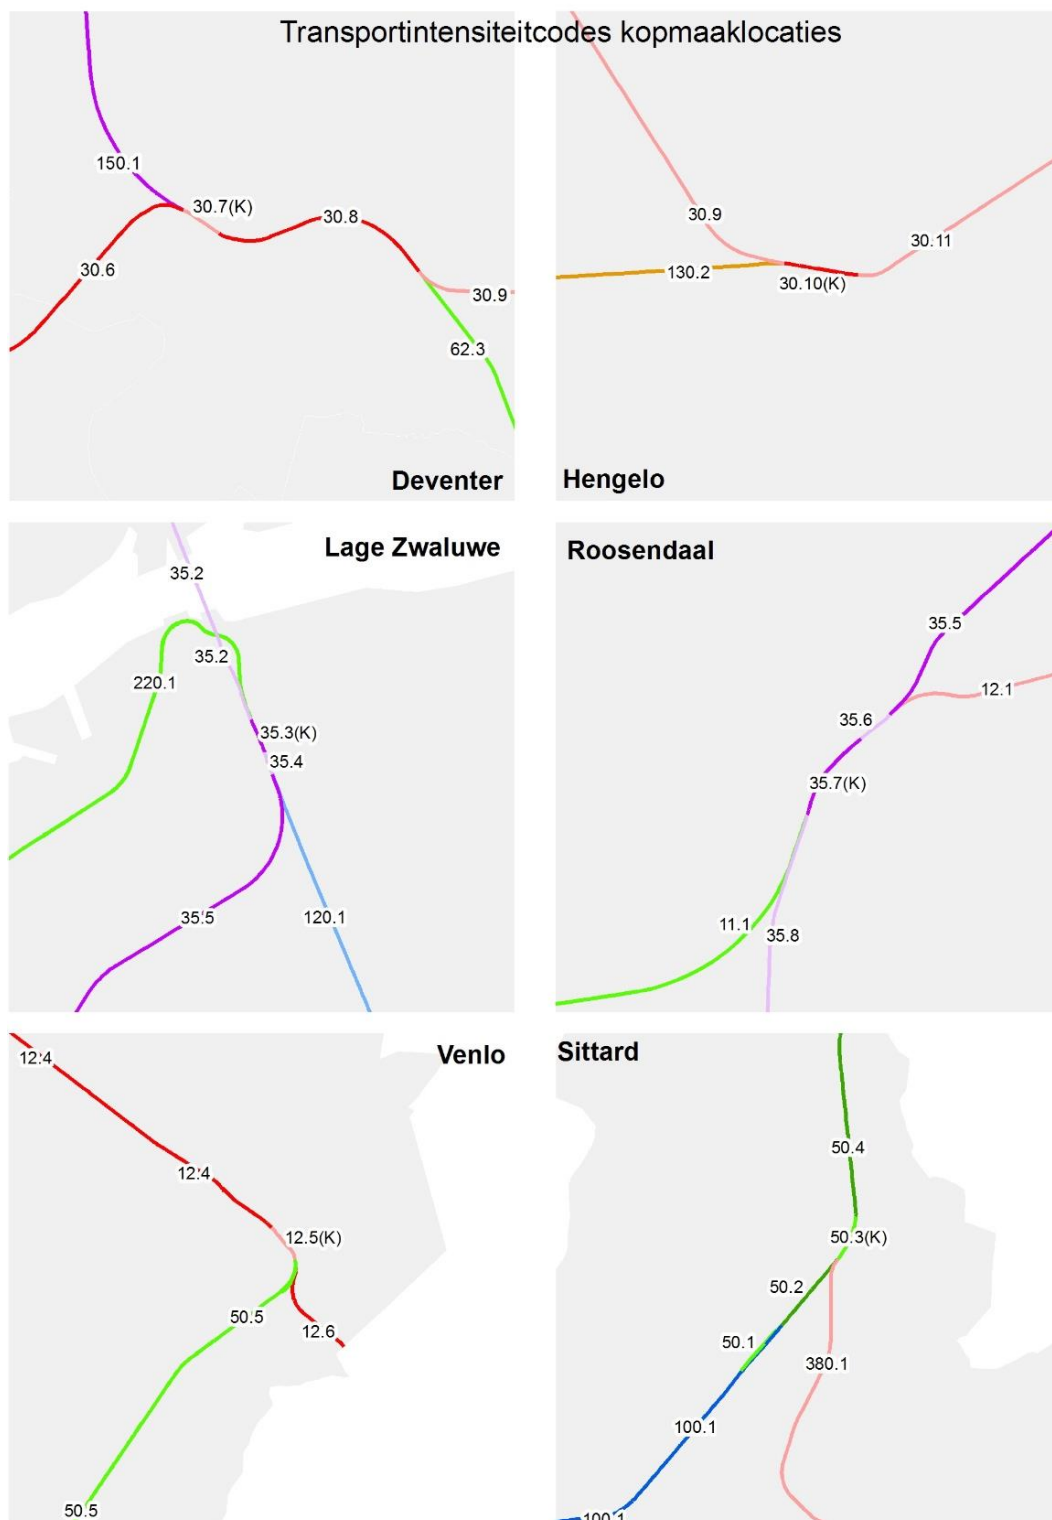 Transportintensiteitcodes kopmaaklocaties
150.1
30.7(K)
30.8
30.6
30.9
62.3
Deventer
30.9
30.11
130.2
30.10(K)
Hengelo
Lage Zwaluwe
35.2
35.2
220.1
35.3(K)
35.4
35.5
120.1
Roosendaal
35.5
12.1
35.6
35.7(K)
11.1
35.8
Venlo
12.4
12.4
12.5(K)
50.5
12.6
50.5
Sittard
50.4
50.3(K)
50.2
50.1
380.1
100.1
100.1